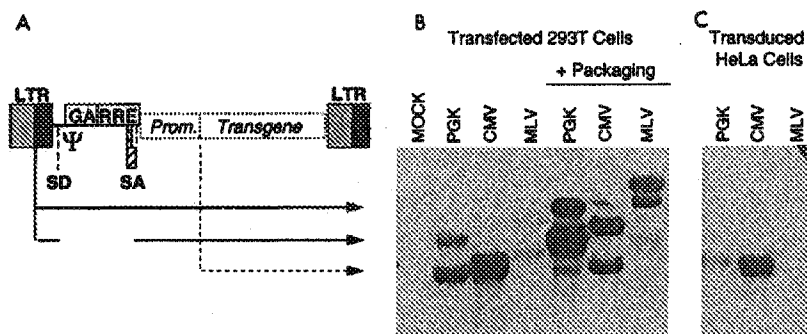 A
B
C
Transfected 293T Cells
Transduced
HeLa Cells
+ Packaging
LTR
GA RRE
Prom.
Transgene
LTR
Ψ
SD
SA
MOCK
PGK
CMV
MLV
PGK
CMV
MLV
PGK
CMV
MLV